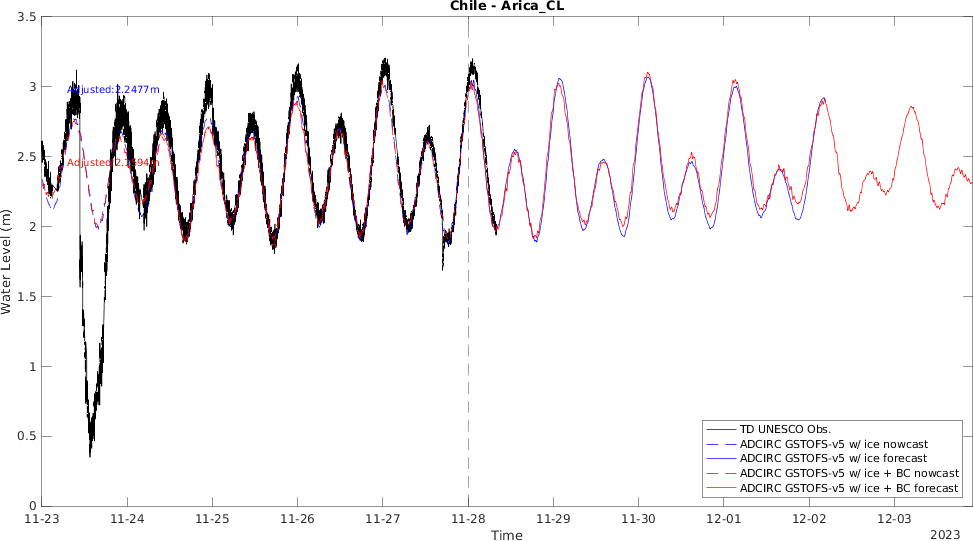 Chile - Arica_CL
3.5
3
2.5
2
1.5
1
0.5
0
Water Level (m)
Adjusted:2.2477m
TD UNESCO Obs.
ADCIRC GSTOFS-v5 w/ ice nowcast
ADCIRC GSTOFS-v5 w/ ice forecast
ADCIRC GSTOFS-v5 w/ ice + BC nowcast
ADCIRC GSTOFS-v5 w/ ice + BC forecast
11-23
11-24
11-25
11-26
11-27
11-28
11-29
11-30
12-01
12-02
12-03
Time
2023